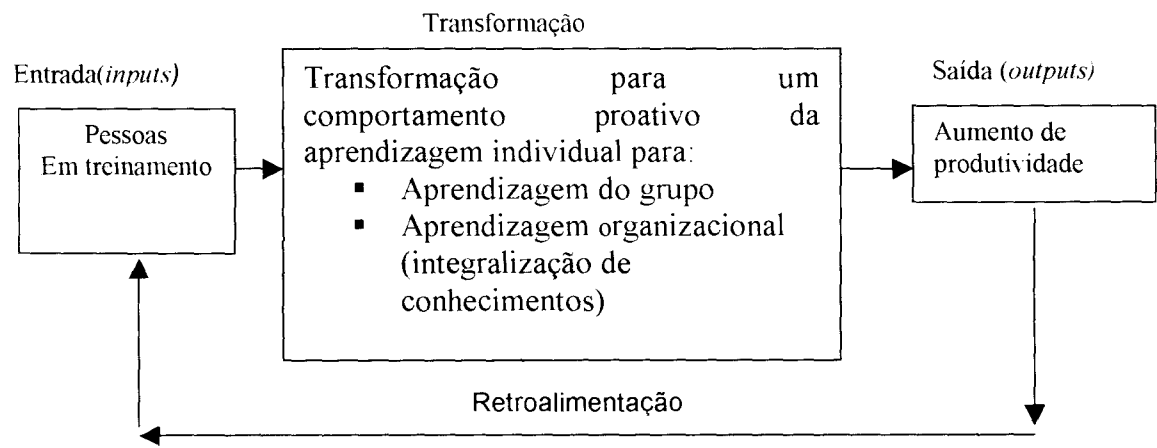 Transformação
Entrada(inputs)
Pessoas
Em treinamento
Transformação para um
comportamento proativo da
aprendizagem individual para:
▪ Aprendizagem do grupo
▪ Aprendizagem organizacional
(integralização de
conhecimentos)
Saída (outputs)
Aumento de
produtividade
Retroalimentação